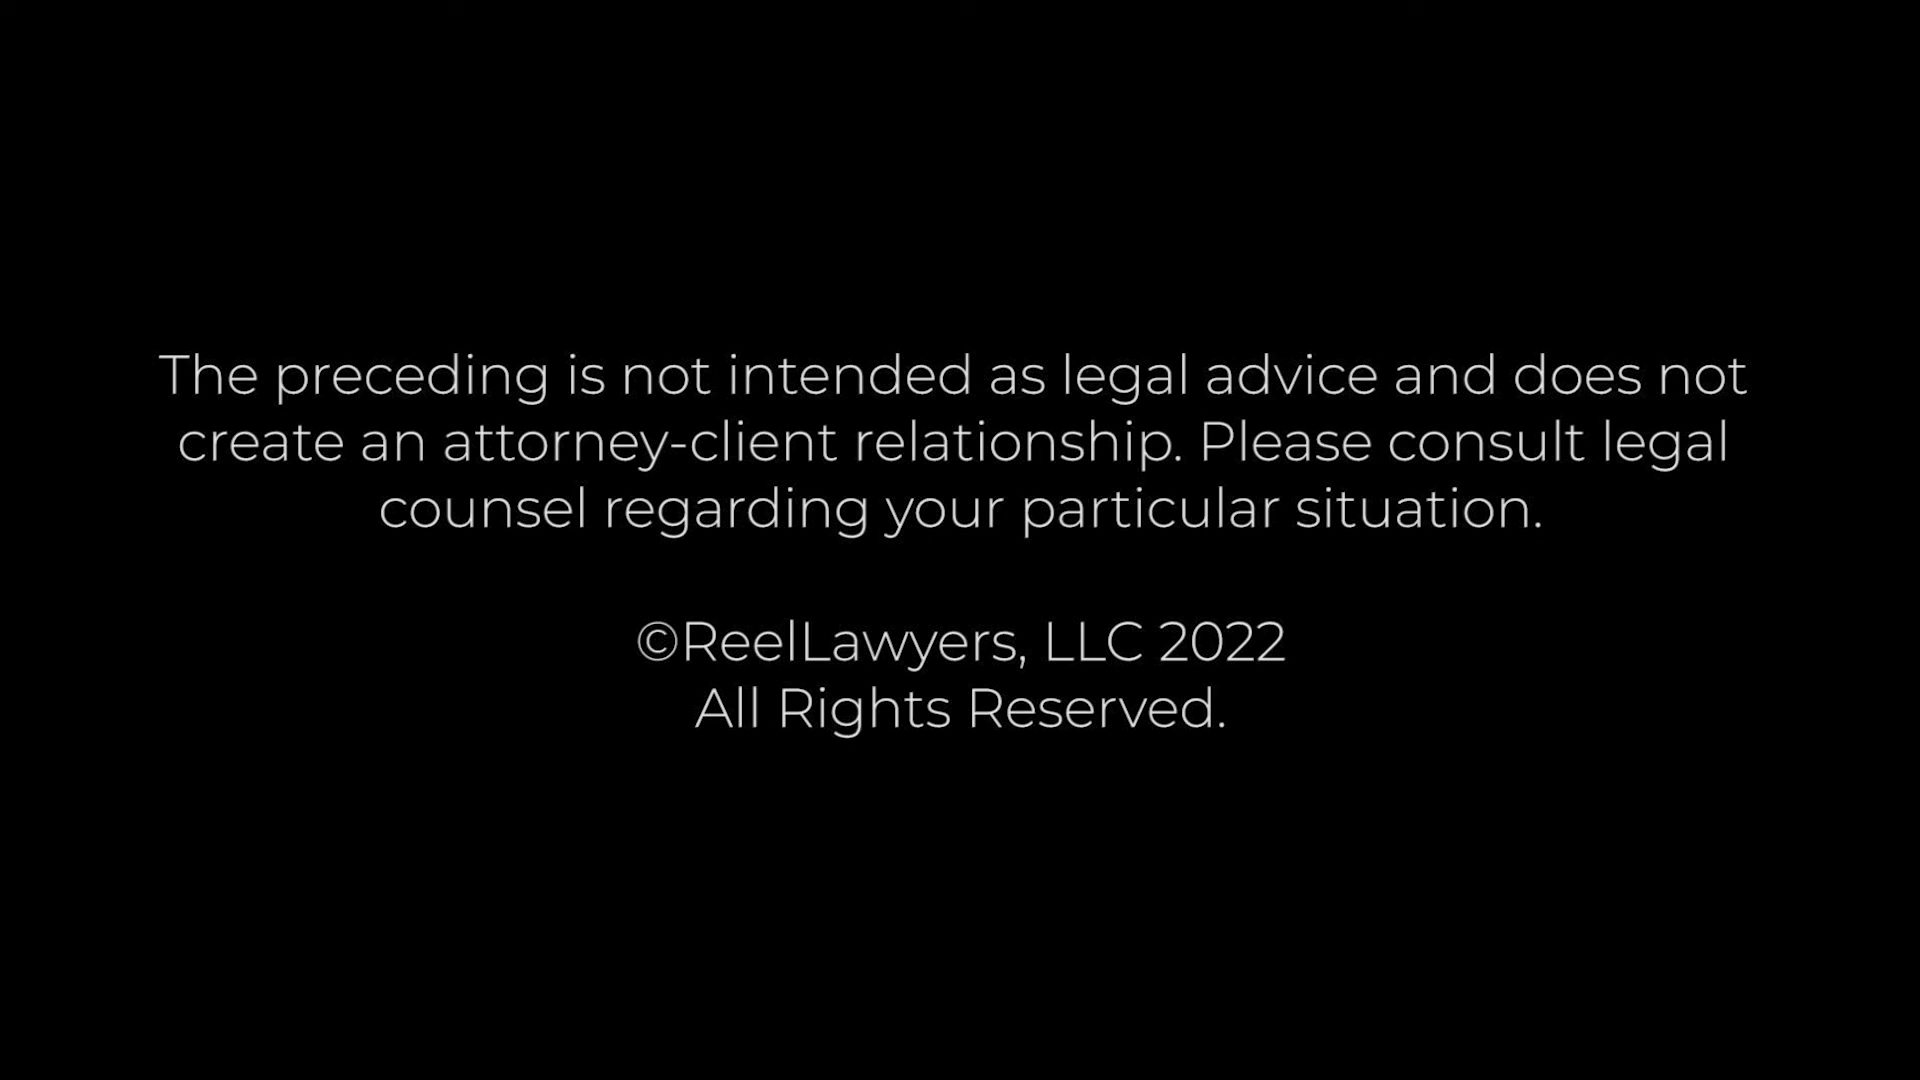 The preceding is not intended as legal advice and does not
create an attorney-client relationship. Please consult legal
counsel regarding your particular situation.
©ReelLawyers, LLC 2022
All Rights Reserved.